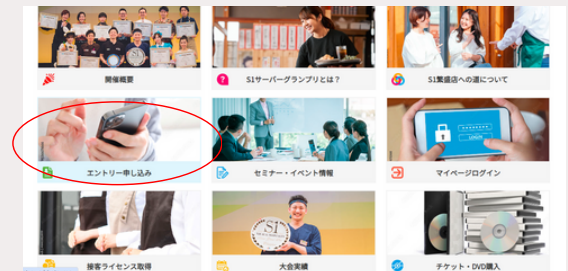 開催概要
S1サーバーグランプリとは？
S1繁盛店への道について
エントリー申し込み
セミナー・イベント情報
LOGIN
マイページログイン
S1
接客ライセンス取得
大会実績
チケット・DVD購入